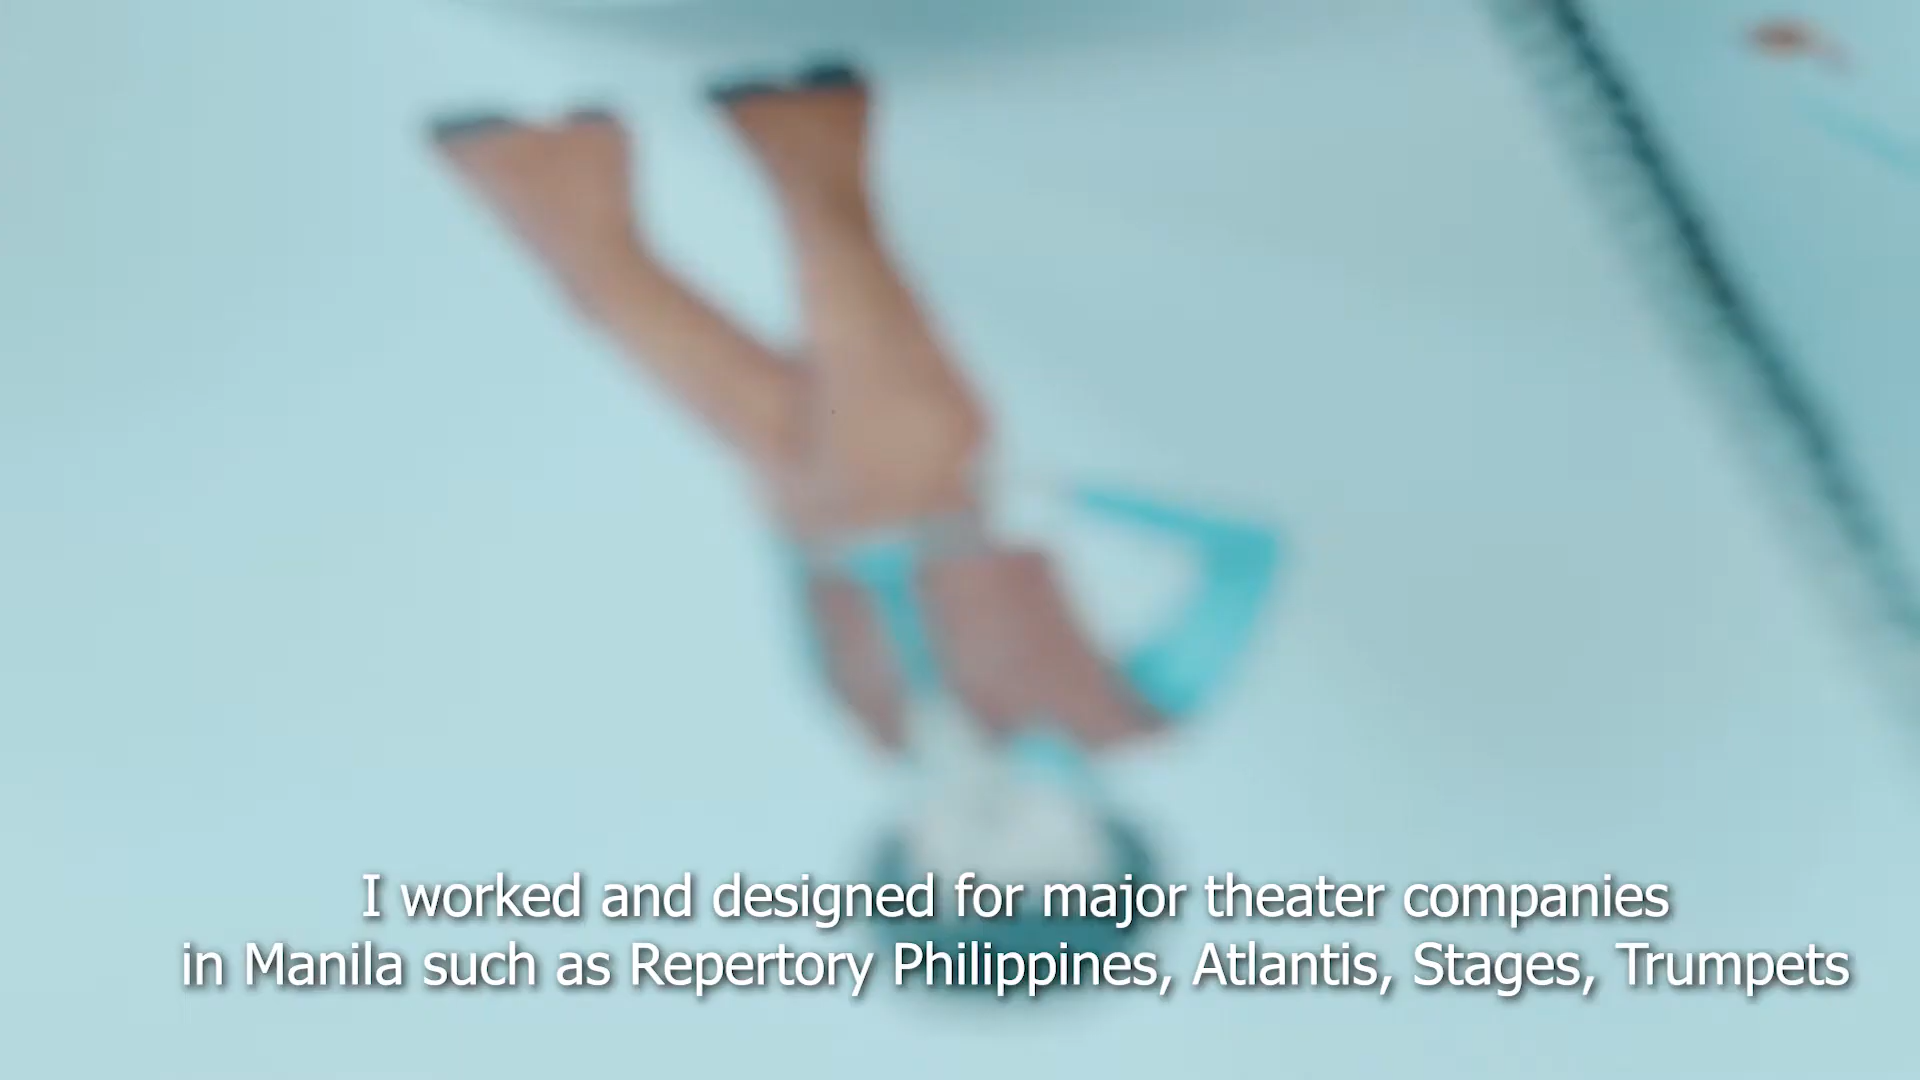 I worked and designed for major theater companies
in Manila such as Repertory Philippines, Atlantis, Stages, Trumpets